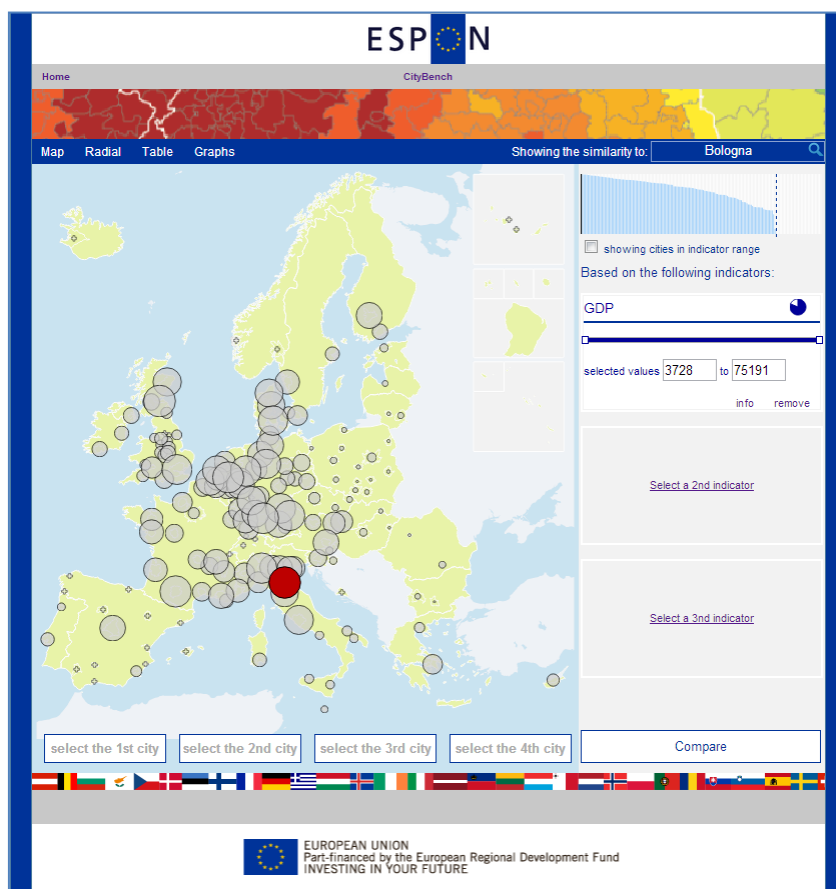 ESPON
Home CityBench
Map Radial Table Graphs Showing the similarity to: Bologna
showing cities in indicator range
Based on the following indicators:
GDP
selected values 3728 to 75191
info remove
Select a 2nd indicator
Select a 3nd indicator
select the 1st city select the 2nd city select the 3rd city select the 4th city Compare
EUROPEAN UNION
Part-financed by the European Regional Development Fund
INVESTING IN YOUR FUTURE